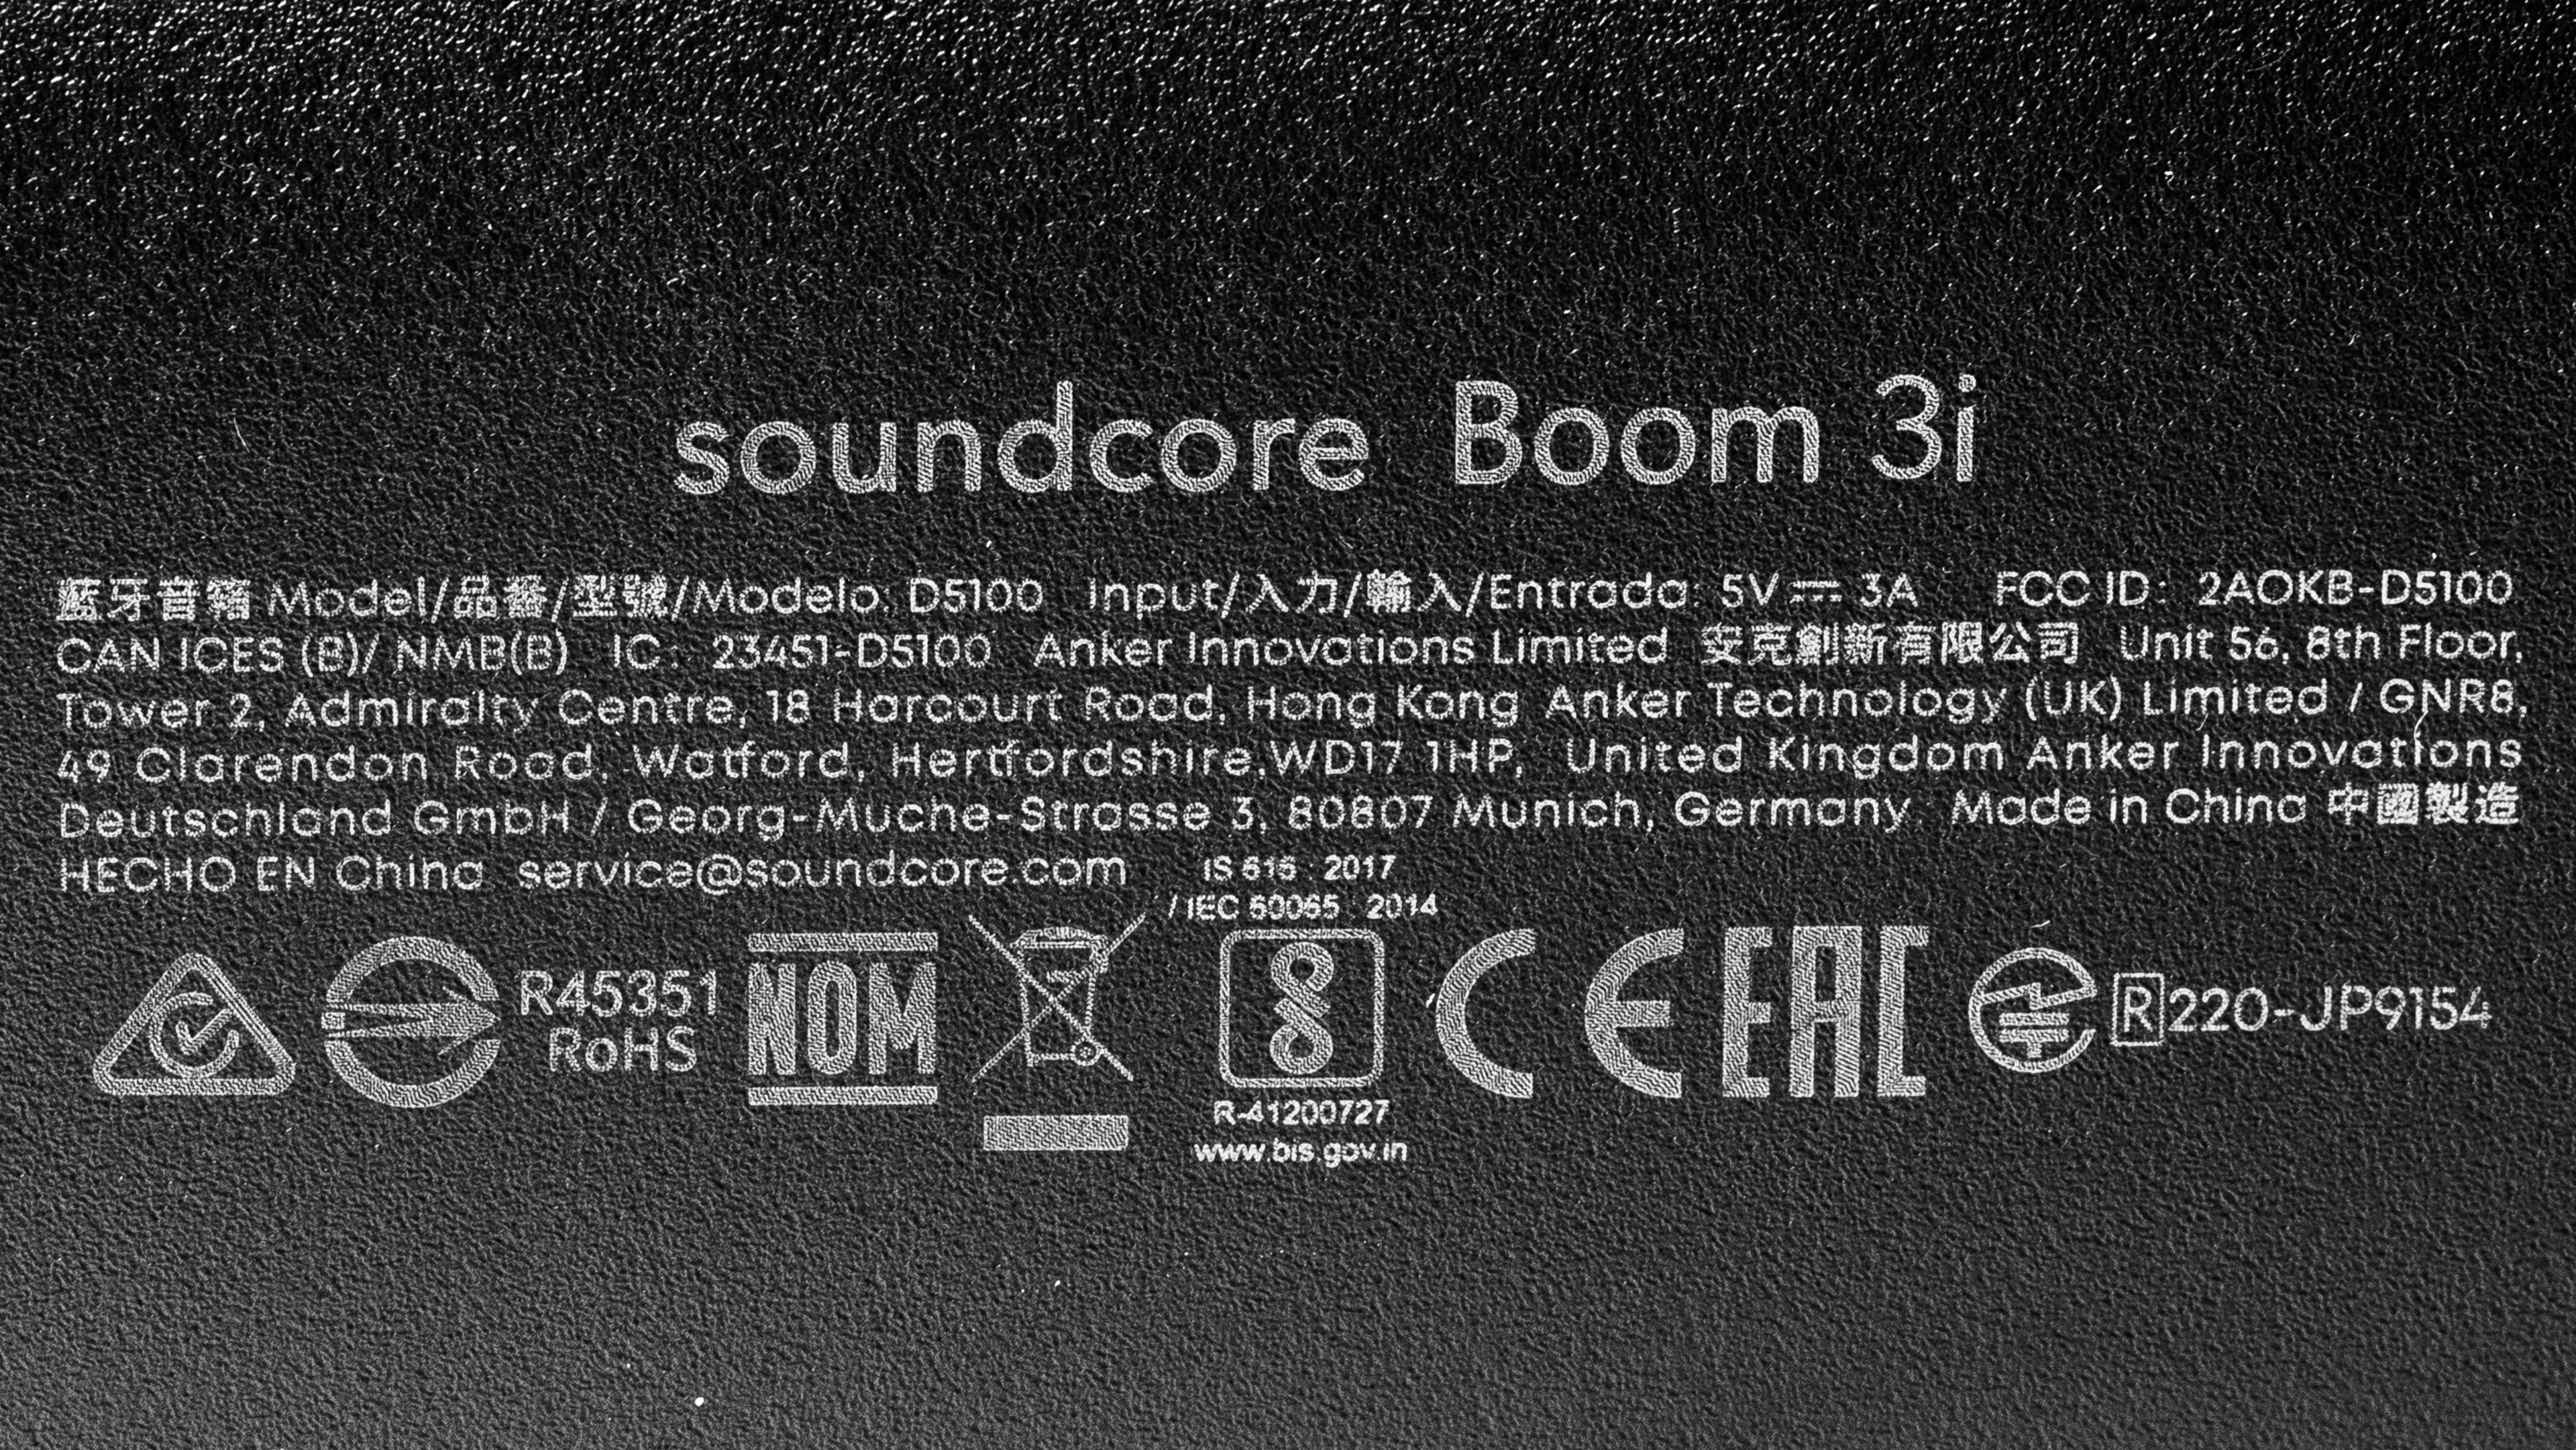 soundcore Boom 3i
藍牙音箱 Model/品番/型號/Modelo: D5100 Input/入力/輸入/Entrada: 5V⎓3A FCC ID: 2AOKB-D5100
CAN ICES (B)/ NMB(B) IC: 23451-D5100 Anker Innovations Limited 安克創新有限公司 Unit 56, 8th Floor,
Tower 2, Admiralty Centre, 18 Harcourt Road, Hong Kong Anker Technology (UK) Limited / GNR8,
49 Clarendon Road, Watford, Hertfordshire,WD17 1HP, United Kingdom Anker Innovations
Deutschland GmbH / Georg-Muche-Strasse 3, 80807 Munich, Germany Made in China 中國製造
HECHO EN China service@soundcore.com
IS 616 : 2017
/ IEC 60065 : 2014
R45351
RoHS
NOM
CE
EAC
R 220-JP9154
R-41200727
www.bis.gov.in